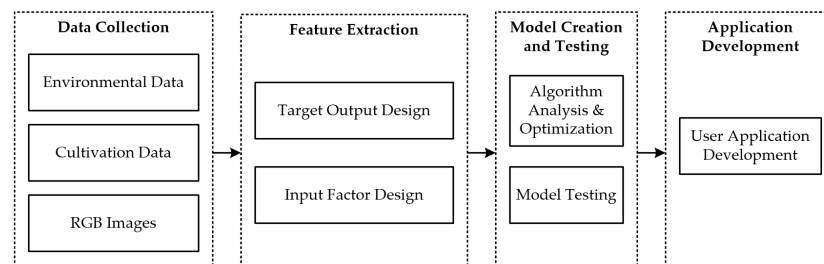 Data Collection
Environmental Data
Cultivation Data
RGB Images
Feature Extraction
Target Output Design
Input Factor Design
Model Creation
and Testing
Algorithm
Analysis &
Optimization
Model Testing
Application
Development
User Application
Development